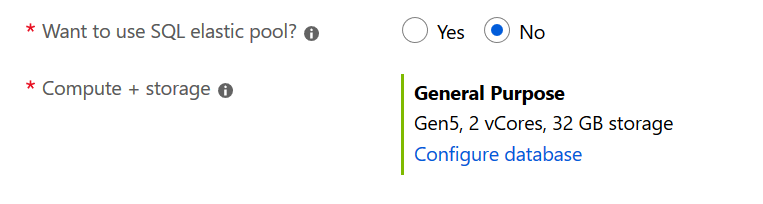 * Want to use SQL elastic pool? Yes No
* Compute + storage
General Purpose
Gen5, 2 vCores, 32 GB storage
Configure database